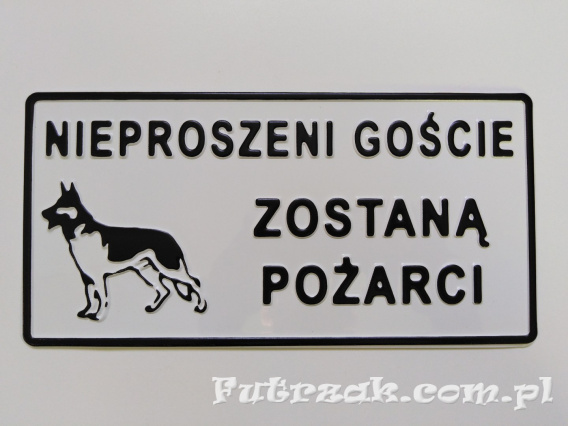 NIEPROSZENI GOŚCIE
ZOSTANĄ
POŻARCI
Futrzak.com.pl